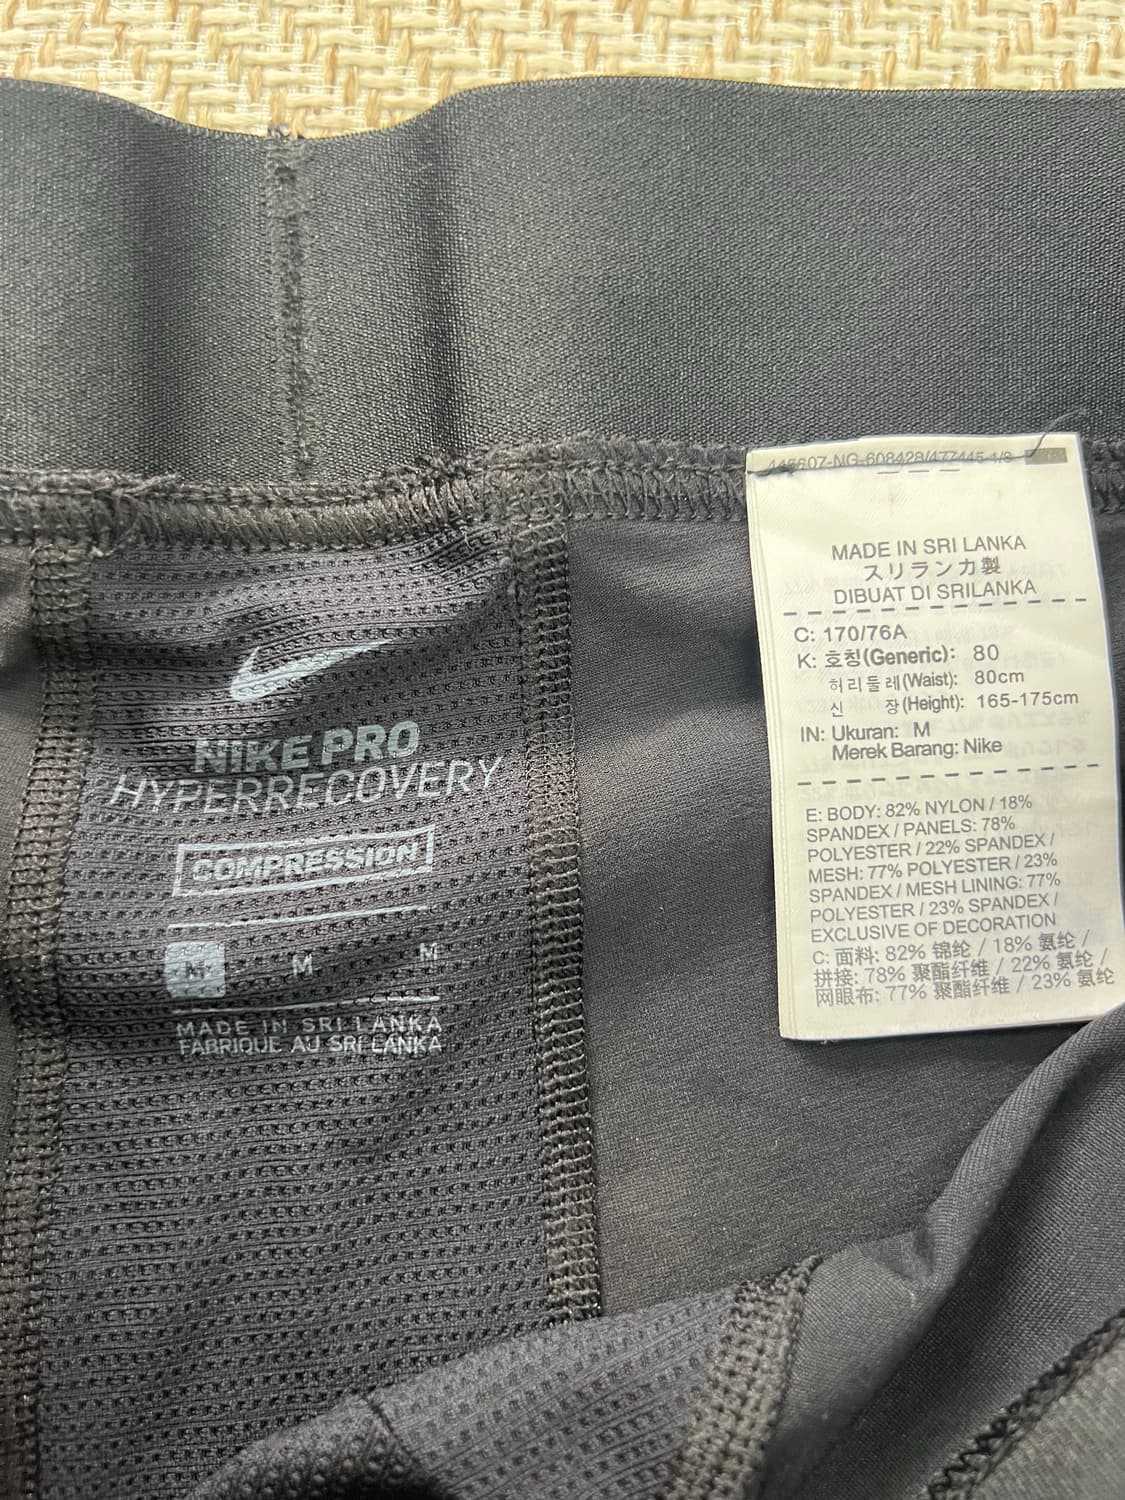 NIKE PRO
HYPERRECOVERY
COMPRESSION
M M M
MADE IN SRI LANKA
FABRIQUE AU SRI LANKA
MADE IN SRI LANKA
スリランカ製
DIBUAT DI SRILANKA
C: 170/76A
K: 호칭(Generic): 80
허리둘레(Waist): 80cm
신 장(Height): 165-175cm
IN: Ukuran: M
Merek Barang: Nike
E: BODY: 82% NYLON / 18%
SPANDEX / PANELS: 78%
POLYESTER / 22% SPANDEX /
MESH: 77% POLYESTER / 23%
SPANDEX / MESH LINING: 77%
POLYESTER / 23% SPANDEX /
EXCLUSIVE OF DECORATION
C: 面料: 82% 锦纶 / 18% 氨纶 /
拼接: 78% 聚酯纤维 / 22% 氨纶 /
网眼布: 77% 聚酯纤维 / 23% 氨纶